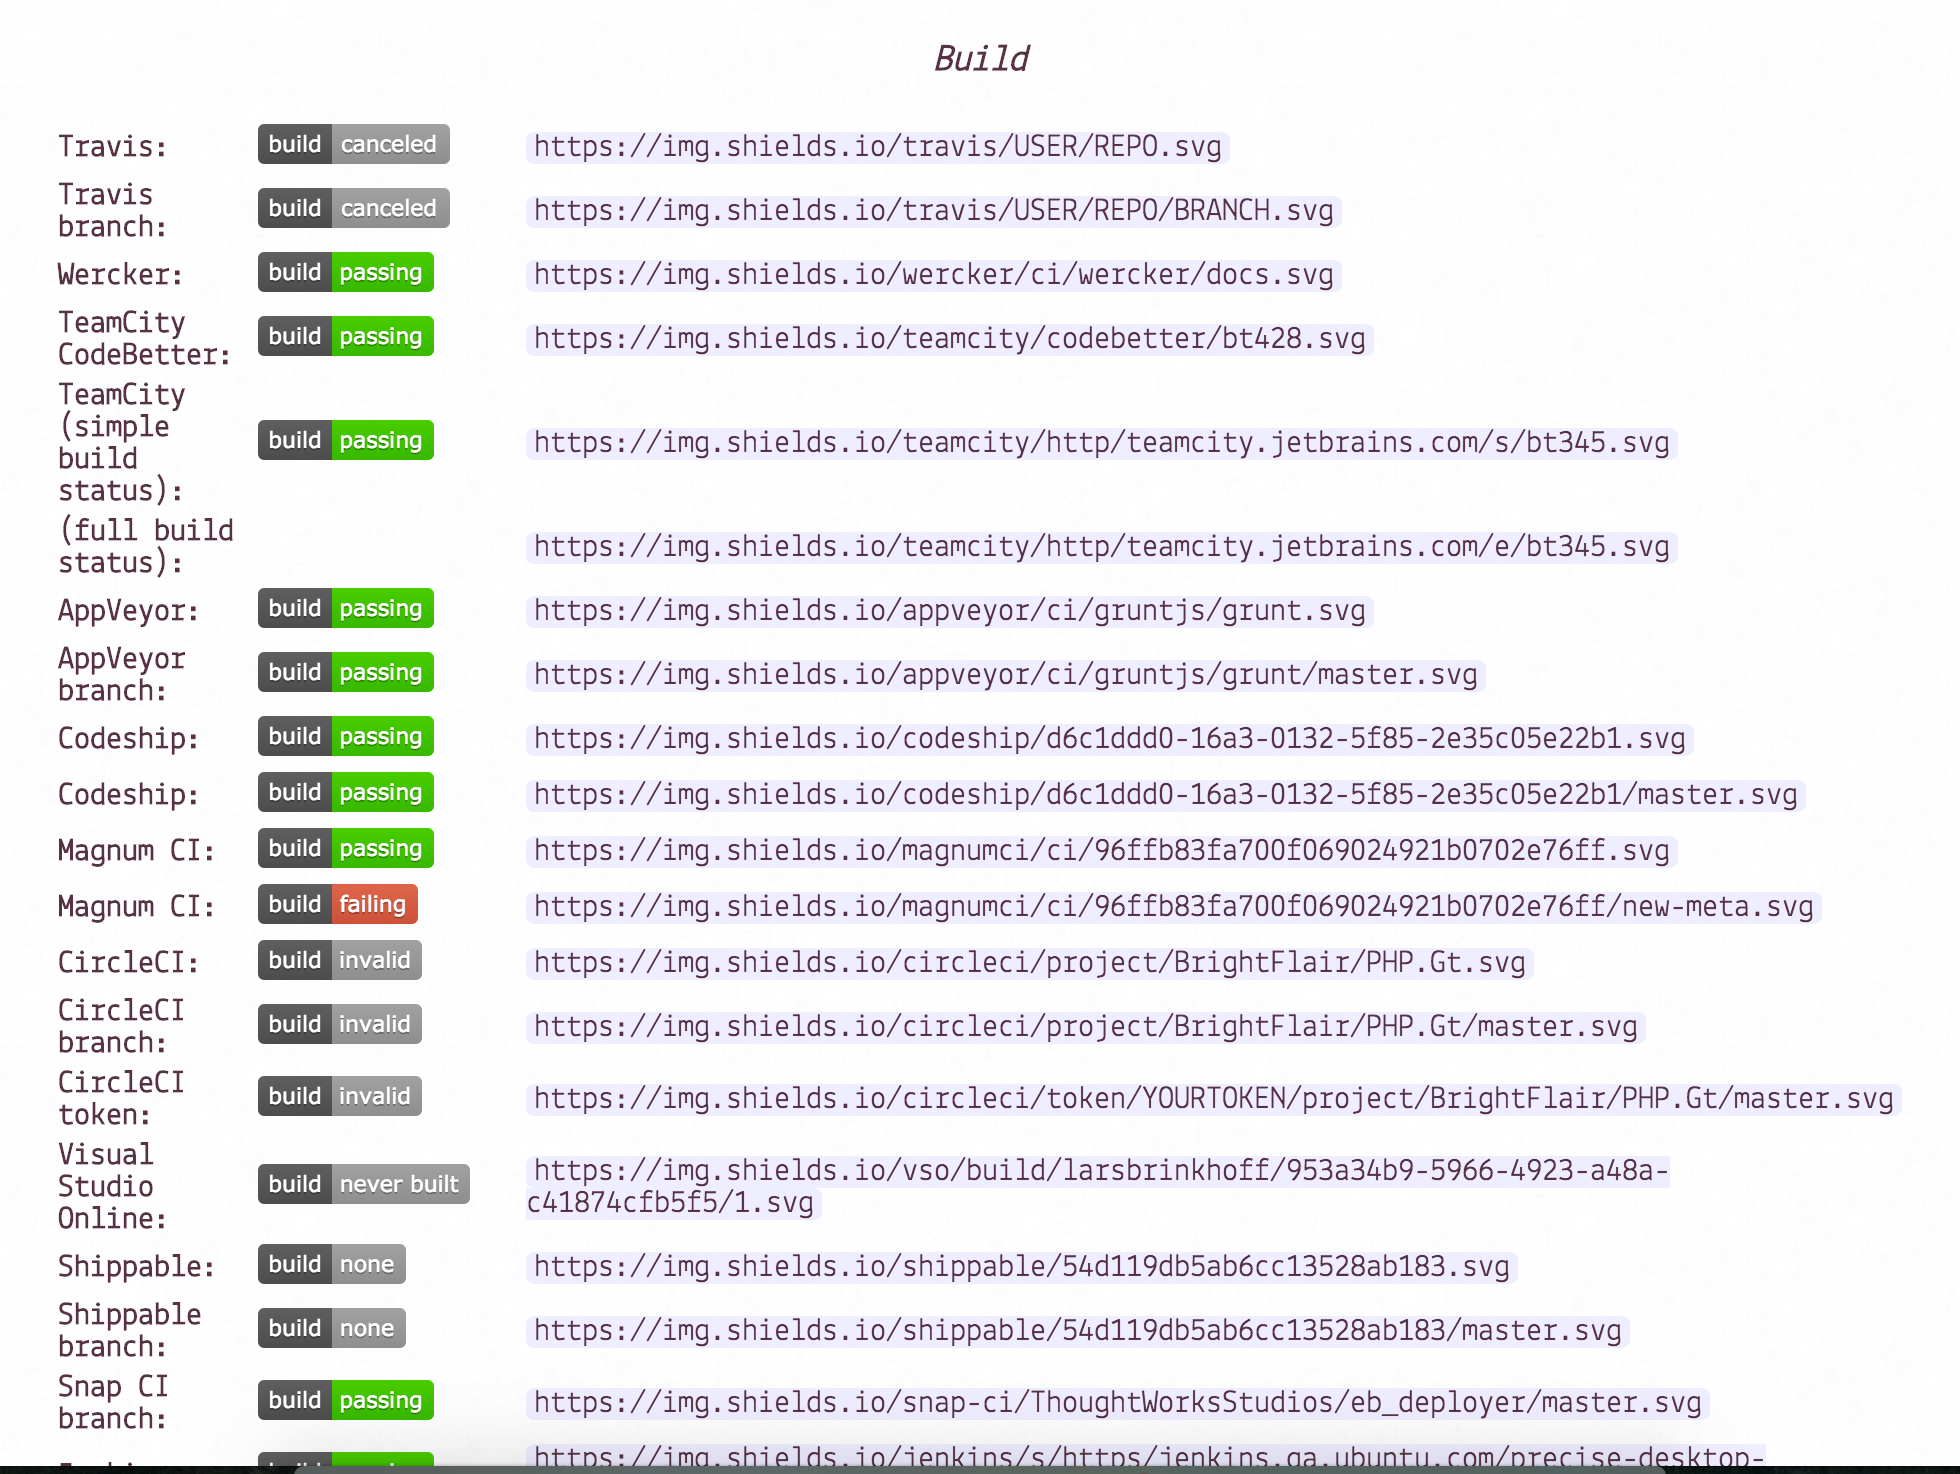 Build
Travis: build canceled https://img.shields.io/travis/USER/REPO.svg
Travis
branch: build canceled https://img.shields.io/travis/USER/REPO/BRANCH.svg
Wercker: build passing https://img.shields.io/wercker/ci/wercker/docs.svg
TeamCity
CodeBetter: build passing https://img.shields.io/teamcity/codebetter/bt428.svg
TeamCity
(simple
build
status): build passing https://img.shields.io/teamcity/http/teamcity.jetbrains.com/s/bt345.svg
(full build
status): https://img.shields.io/teamcity/http/teamcity.jetbrains.com/e/bt345.svg
AppVeyor: build passing https://img.shields.io/appveyor/ci/gruntjs/grunt.svg
AppVeyor
branch: build passing https://img.shields.io/appveyor/ci/gruntjs/grunt/master.svg
Codeship: build passing https://img.shields.io/codeship/d6c1ddd0-16a3-0132-5f85-2e35c05e22b1.svg
Codeship: build passing https://img.shields.io/codeship/d6c1ddd0-16a3-0132-5f85-2e35c05e22b1/master.svg
Magnum CI: build passing https://img.shields.io/magnumci/ci/96ffb83fa700f069024921b0702e76ff.svg
Magnum CI: build failing https://img.shields.io/magnumci/ci/96ffb83fa700f069024921b0702e76ff/new-meta.svg
CircleCI: build invalid https://img.shields.io/circleci/project/BrightFlair/PHP.Gt.svg
CircleCI
branch: build invalid https://img.shields.io/circleci/project/BrightFlair/PHP.Gt/master.svg
CircleCI
token: build invalid https://img.shields.io/circleci/token/YOURTOKEN/project/BrightFlair/PHP.Gt/master.svg
Visual
Studio
Online: build never built https://img.shields.io/vso/build/larsbrinkhoff/953a34b9-5966-4923-a48a-
c41874cfb5f5/1.svg
Shippable: build none https://img.shields.io/shippable/54d119db5ab6cc13528ab183.svg
Shippable
branch: build none https://img.shields.io/shippable/54d119db5ab6cc13528ab183/master.svg
Snap CI
branch: build passing https://img.shields.io/snap-ci/ThoughtWorksStudios/eb_deployer/master.svg
https://img.shields.io/jenkins/s/https/jenkins.qa.ubuntu.com/precise-desktop-